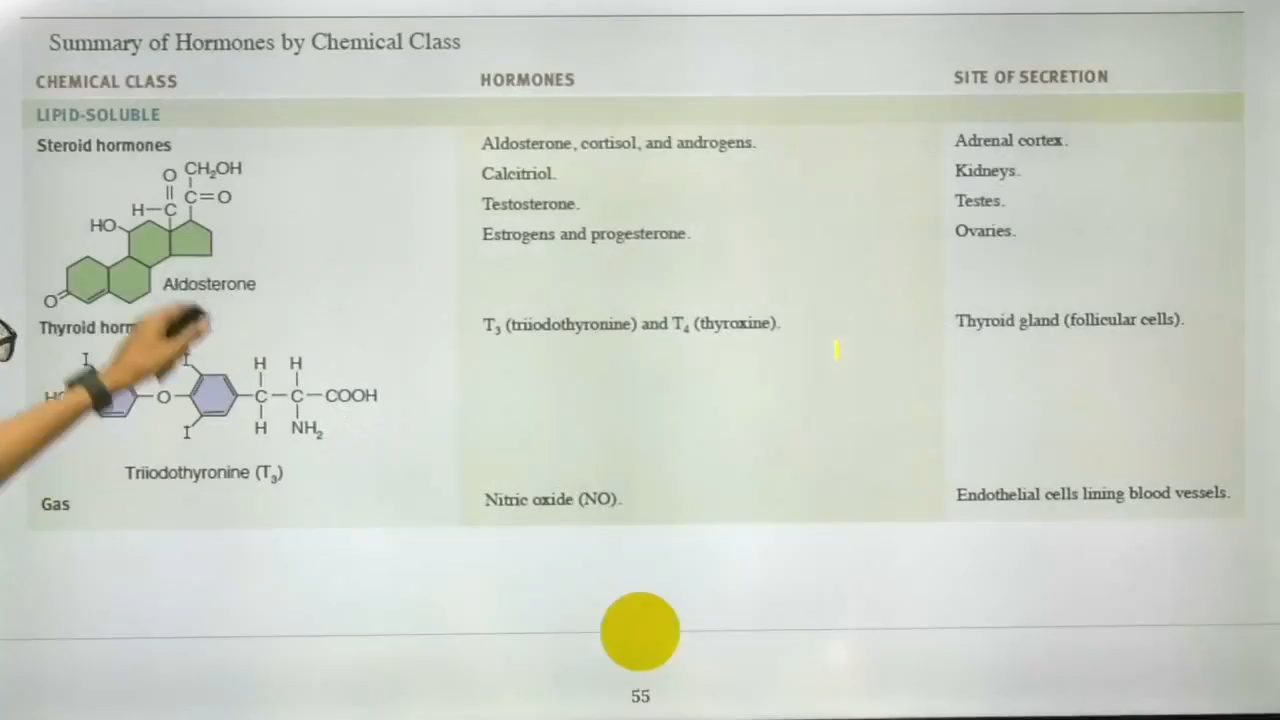 Summary of Hormones by Chemical Class
CHEMICAL CLASS HORMONES SITE OF SECRETION
LIPID-SOLUBLE
Steroid hormones Aldosterone, cortisol, and androgens. Adrenal cortex.
Calcitriol. Kidneys.
Testosterone. Testes.
Estrogens and progesterone. Ovaries.
O CH₂OH
C=O
H—C
HO
O
Aldosterone
Thyroid T₃ (triiodothyronine) and T₄ (thyroxine). Thyroid gland (follicular cells).
I I H H
O C—C—COOH
I H NH₂
Triiodothyronine (T₃)
Gas Nitric oxide (NO). Endothelial cells lining blood vessels.
55